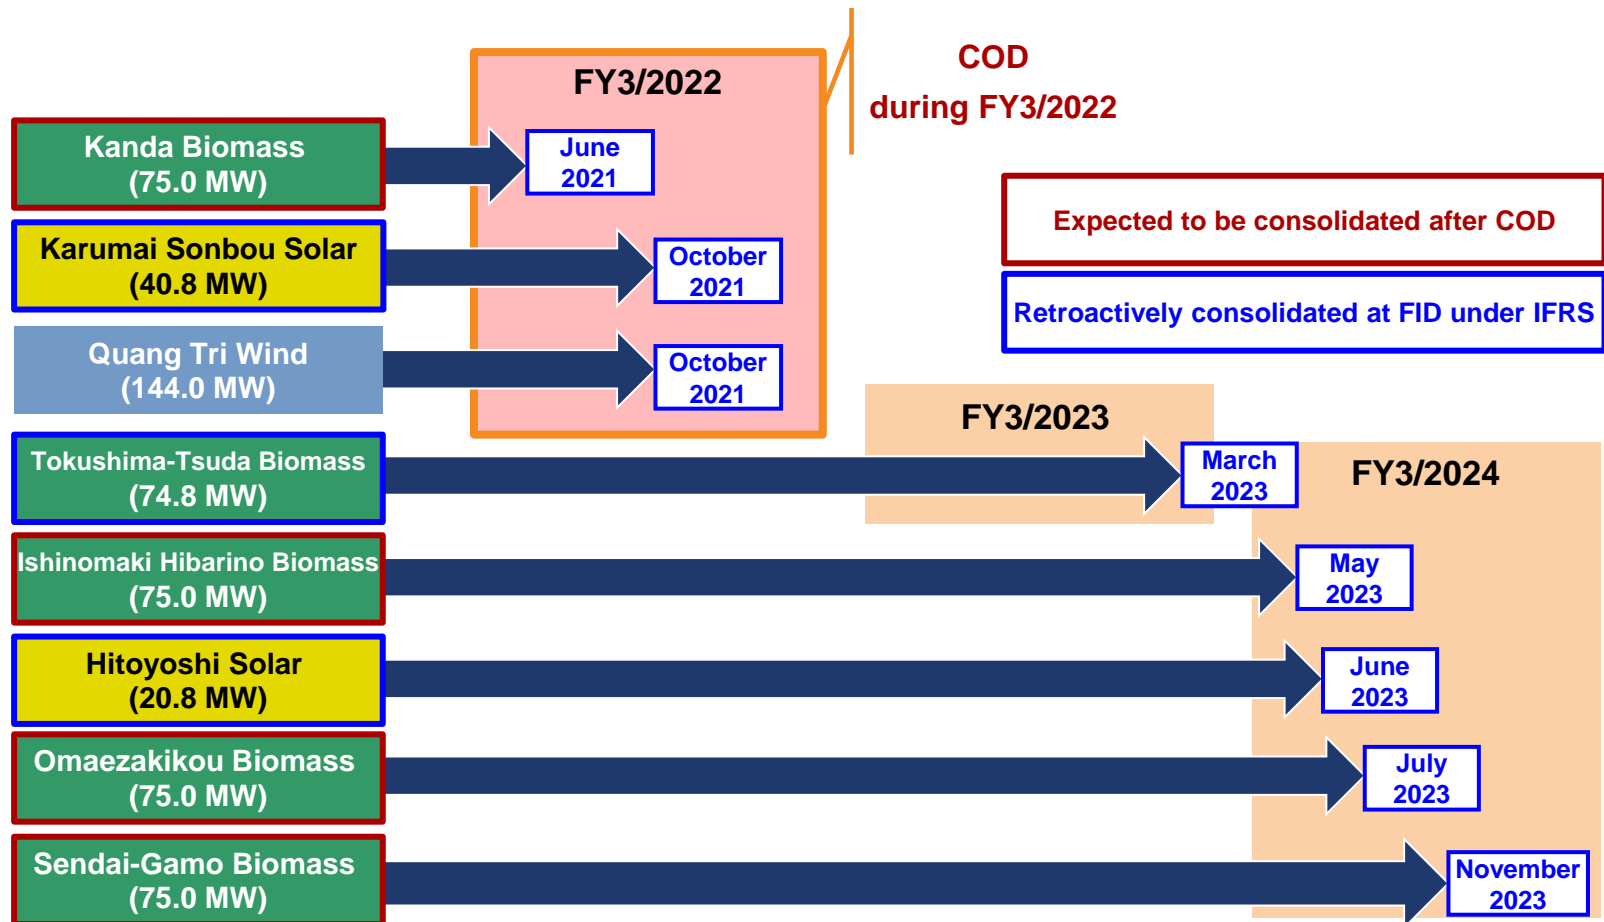 FY3/2022
COD
during FY3/2022
Kanda Biomass
(75.0 MW)
June
2021
Expected to be consolidated after COD
Karumai Sonbou Solar
(40.8 MW)
October
2021
Retroactively consolidated at FID under IFRS
Quang Tri Wind
(144.0 MW)
October
2021
FY3/2023
Tokushima-Tsuda Biomass
(74.8 MW)
March
2023
FY3/2024
Ishinomaki Hibarino Biomass
(75.0 MW)
May
2023
Hitoyoshi Solar
(20.8 MW)
June
2023
Omaezakikou Biomass
(75.0 MW)
July
2023
Sendai-Gamo Biomass
(75.0 MW)
November
2023